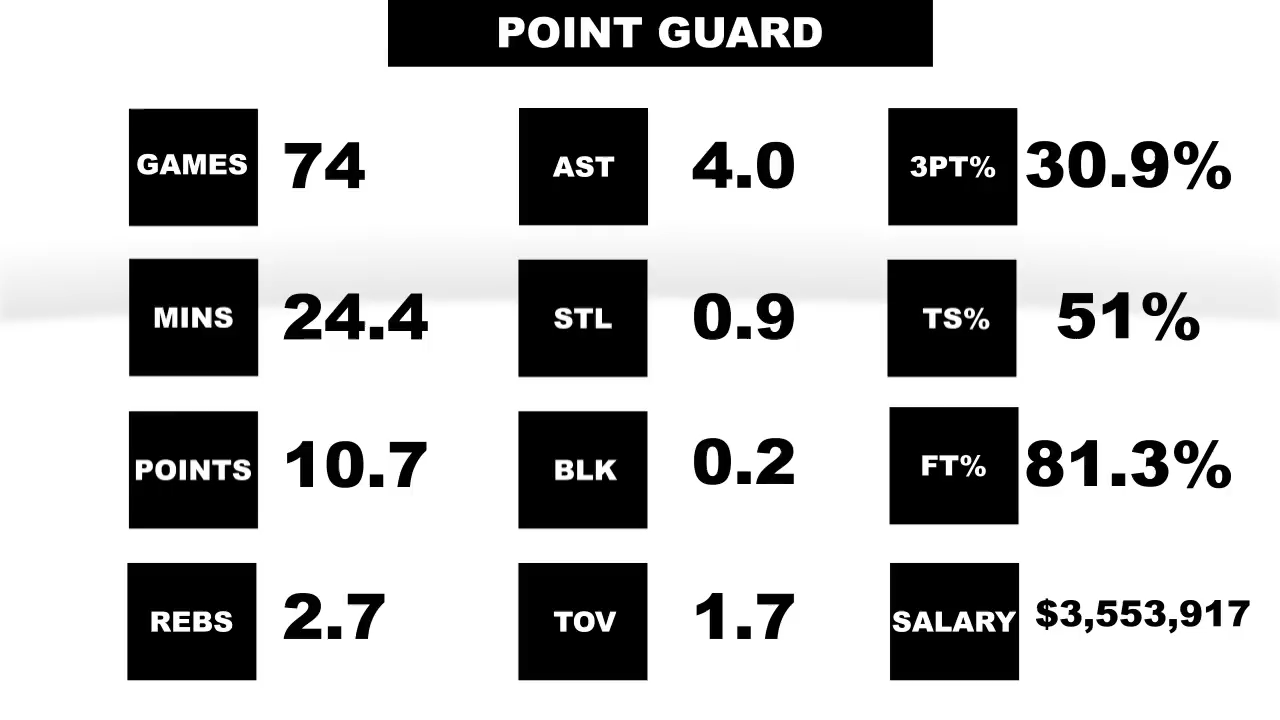 POINT GUARD
GAMES 74 AST 4.0 3PT% 30.9%
MINS 24.4 STL 0.9 TS% 51%
POINTS 10.7 BLK 0.2 FT% 81.3%
REBS 2.7 TOV 1.7 SALARY $3,553,917